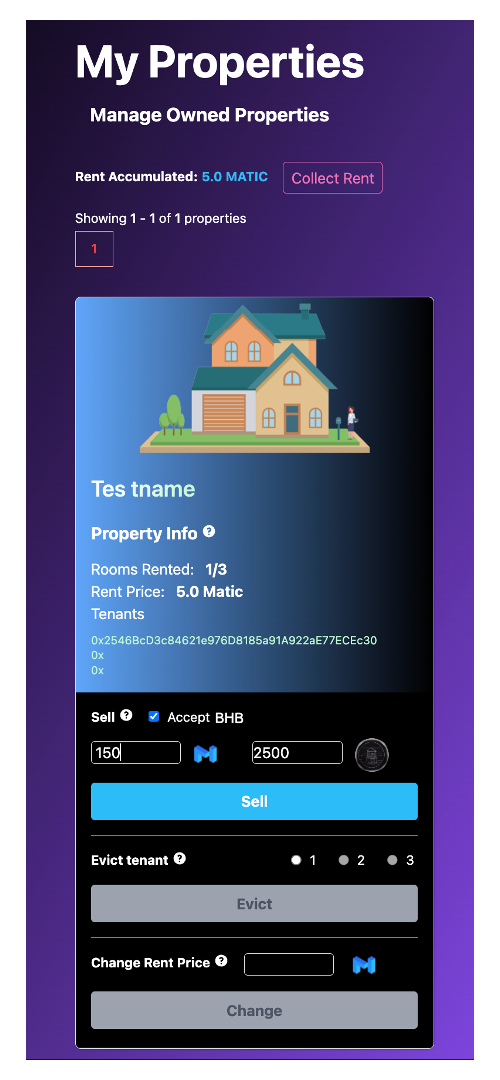 My Properties
Manage Owned Properties
Rent Accumulated: 5.0 MATIC Collect Rent
Showing 1 - 1 of 1 properties
1
Tes tname
Property Info ?
Rooms Rented: 1/3
Rent Price: 5.0 Matic
Tenants
0x2546BcD3c84621e976D8185a91A922aE77ECEc30
0x
0x
Sell ? Accept BHB
150 2500
Sell
Evict tenant ? 1 2 3
Evict
Change Rent Price ?
Change